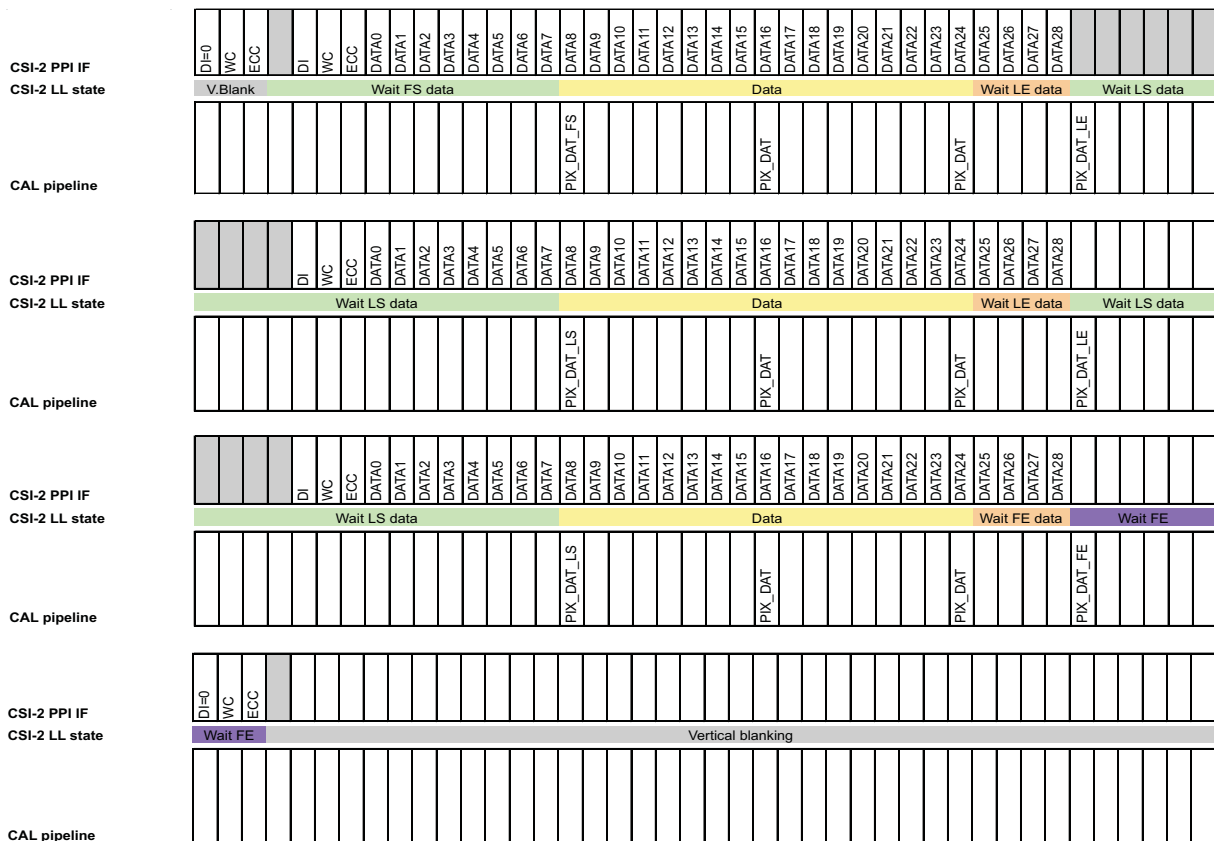 CSI-2 PPI IF DI=0 WC ECC DI WC ECC DATA0 DATA1 DATA2 DATA3 DATA4 DATA5 DATA6 DATA7 DATA8 DATA9 DATA10 DATA11 DATA12 DATA13 DATA14 DATA15 DATA16 DATA17 DATA18 DATA19 DATA20 DATA21 DATA22 DATA23 DATA24 DATA25 DATA26 DATA27 DATA28
CSI-2 LL state V.Blank Wait FS data Data Wait LE data Wait LS data
CAL pipeline PIX_DAT_FS PIX_DAT PIX_DAT PIX_DAT_LE
CSI-2 PPI IF DI WC ECC DATA0 DATA1 DATA2 DATA3 DATA4 DATA5 DATA6 DATA7 DATA8 DATA9 DATA10 DATA11 DATA12 DATA13 DATA14 DATA15 DATA16 DATA17 DATA18 DATA19 DATA20 DATA21 DATA22 DATA23 DATA24 DATA25 DATA26 DATA27 DATA28
CSI-2 LL state Wait LS data Data Wait LE data Wait LS data
CAL pipeline PIX_DAT_LS PIX_DAT PIX_DAT PIX_DAT_LE
CSI-2 PPI IF DI WC ECC DATA0 DATA1 DATA2 DATA3 DATA4 DATA5 DATA6 DATA7 DATA8 DATA9 DATA10 DATA11 DATA12 DATA13 DATA14 DATA15 DATA16 DATA17 DATA18 DATA19 DATA20 DATA21 DATA22 DATA23 DATA24 DATA25 DATA26 DATA27 DATA28
CSI-2 LL state Wait LS data Data Wait FE data Wait FE
CAL pipeline PIX_DAT_LS PIX_DAT PIX_DAT PIX_DAT_FE
CSI-2 PPI IF DI=0 WC ECC
CSI-2 LL state Wait FE Vertical blanking
CAL pipeline